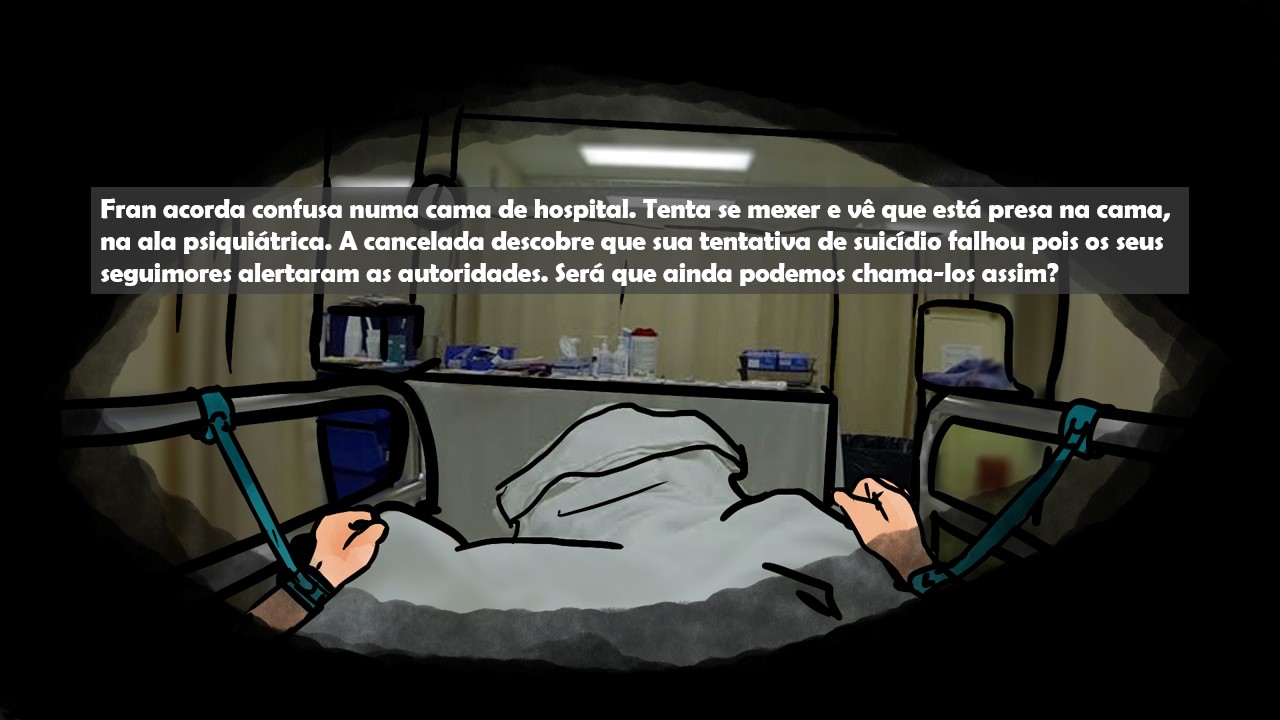 Fran acorda confusa numa cama de hospital. Tenta se mexer e vê que está presa na cama,
na ala psiquiátrica. A cancelada descobre que sua tentativa de suicídio falhou pois os seus
seguimores alertaram as autoridades. Será que ainda podemos chama-los assim?